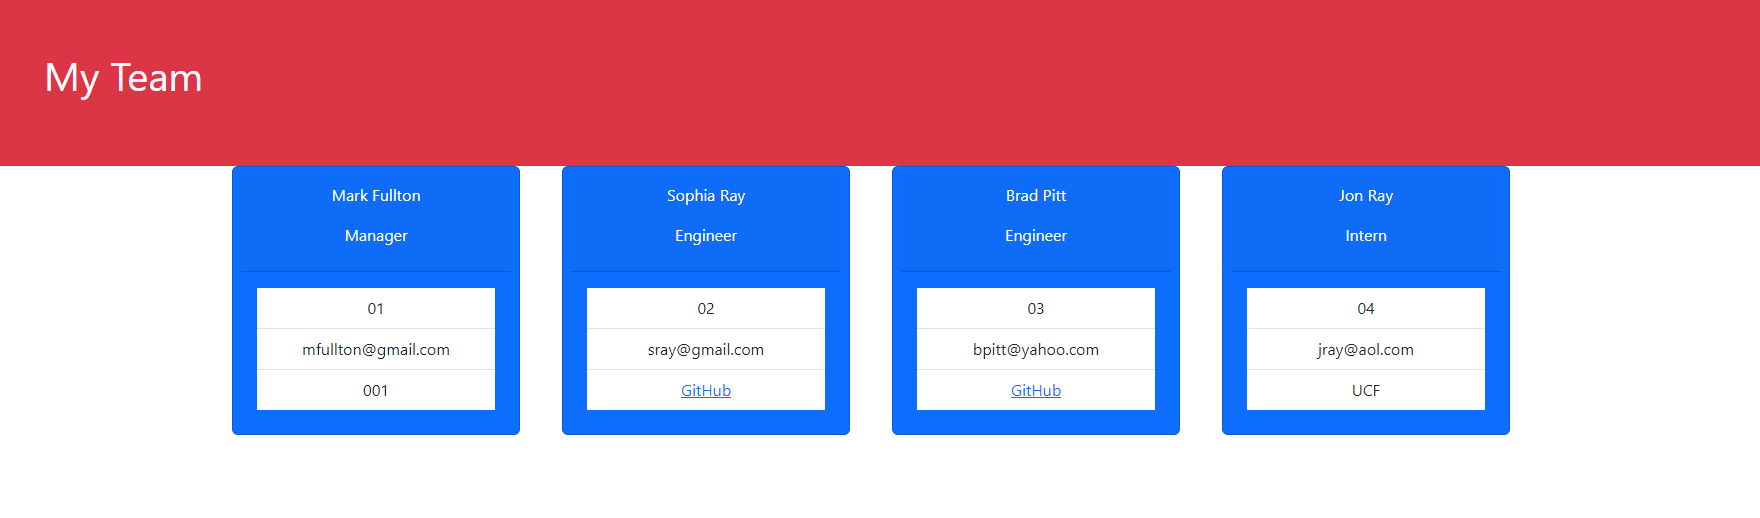 My Team
Mark Fullton
Manager
01
mfullton@gmail.com
001
Sophia Ray
Engineer
02
sray@gmail.com
GitHub
Brad Pitt
Engineer
03
bpitt@yahoo.com
GitHub
Jon Ray
Intern
04
jray@aol.com
UCF